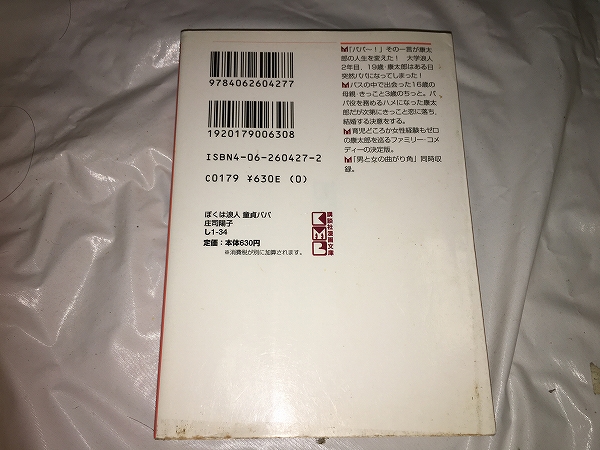 9784062604277
1920179006308
ISBN4-06-260427-2
C0179 ¥630E (0)
ぼくは浪人 童貞パパ
庄司陽子
し1-34
定価：本体630円
※消費税が別に加算されます。
KMB
講談社漫画文庫
M「パパー！」その一言が康太
郎の人生を変えた！　大学浪人
2年目、19歳・康太郎はある日
突然パパになってしまった！
Mバスの中で出会った16歳の
母親・きっこと3歳のちっと。パ
パ役を務めるハメになった康太
郎だが次第にきっこと恋に落ち、
結婚する決意をする。
M育児どころか女性経験もゼロ
の康太郎を巡るファミリー・コメ
ディーの決定版。
M「男と女の曲がり角」同時収
録。